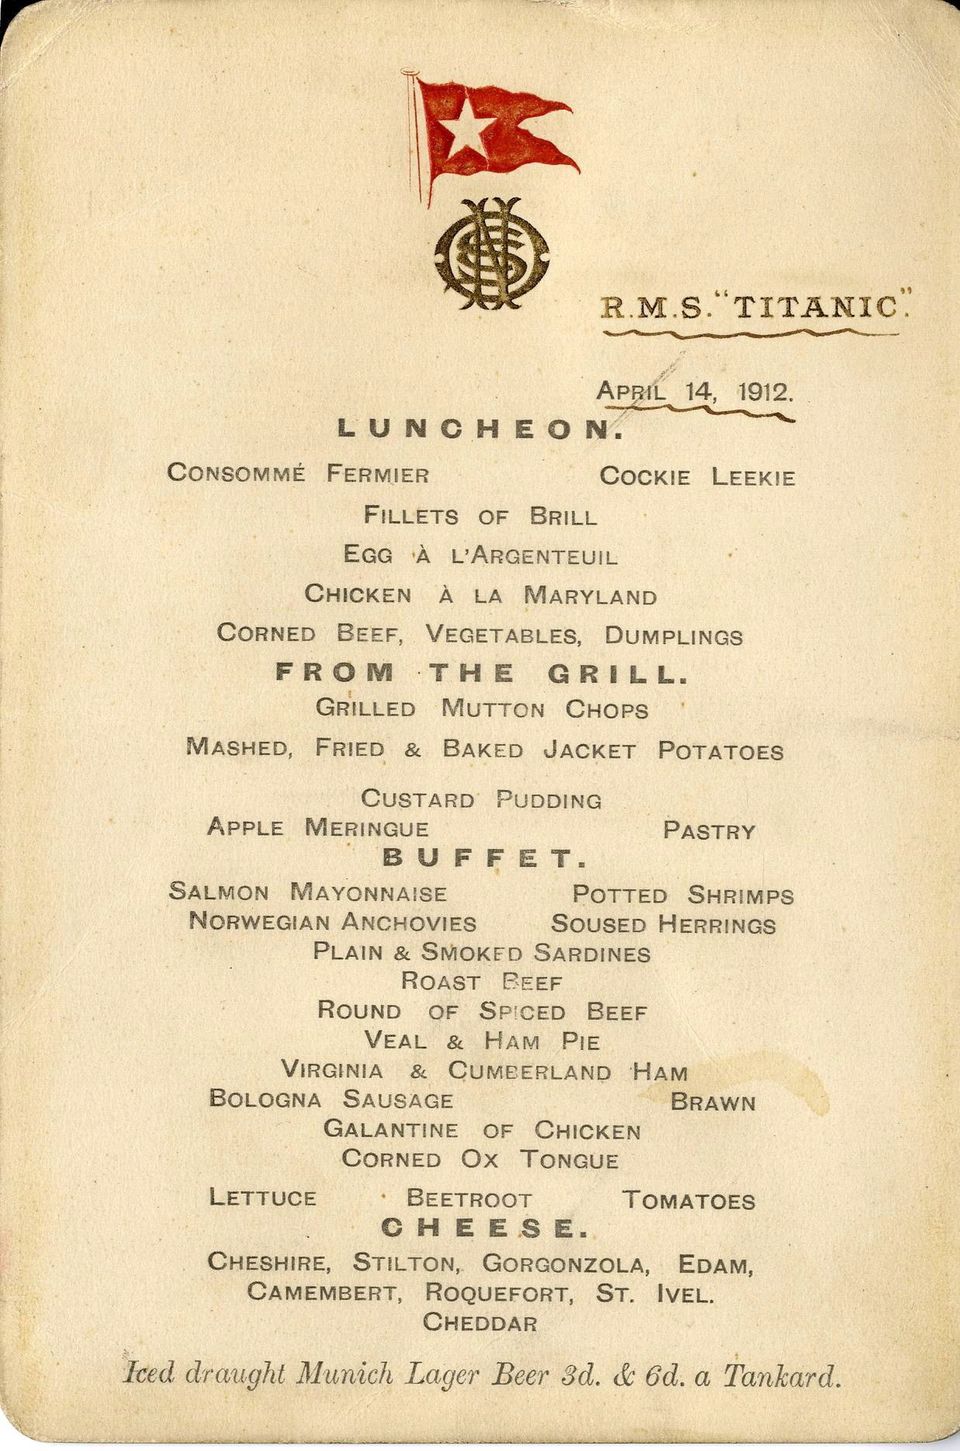 R.M.S. "TITANIC."
APRIL 14, 1912.
LUNCHEON.
CONSOMMÉ FERMIER COCKIE LEEKIE
FILLETS OF BRILL
EGG À L'ARGENTEUIL
CHICKEN À LA MARYLAND
CORNED BEEF, VEGETABLES, DUMPLINGS
FROM THE GRILL.
GRILLED MUTTON CHOPS
MASHED, FRIED & BAKED JACKET POTATOES
CUSTARD PUDDING
APPLE MERINGUE PASTRY
BUFFET.
SALMON MAYONNAISE POTTED SHRIMPS
NORWEGIAN ANCHOVIES SOUSED HERRINGS
PLAIN & SMOKED SARDINES
ROAST BEEF
ROUND OF SPICED BEEF
VEAL & HAM PIE
VIRGINIA & CUMBERLAND HAM
BOLOGNA SAUSAGE BRAWN
GALANTINE OF CHICKEN
CORNED OX TONGUE
LETTUCE BEETROOT TOMATOES
CHEESE.
CHESHIRE, STILTON, GORGONZOLA, EDAM,
CAMEMBERT, ROQUEFORT, ST. IVEL.
CHEDDAR
Iced draught Munich Lager Beer 3d. & 6d. a Tankard.